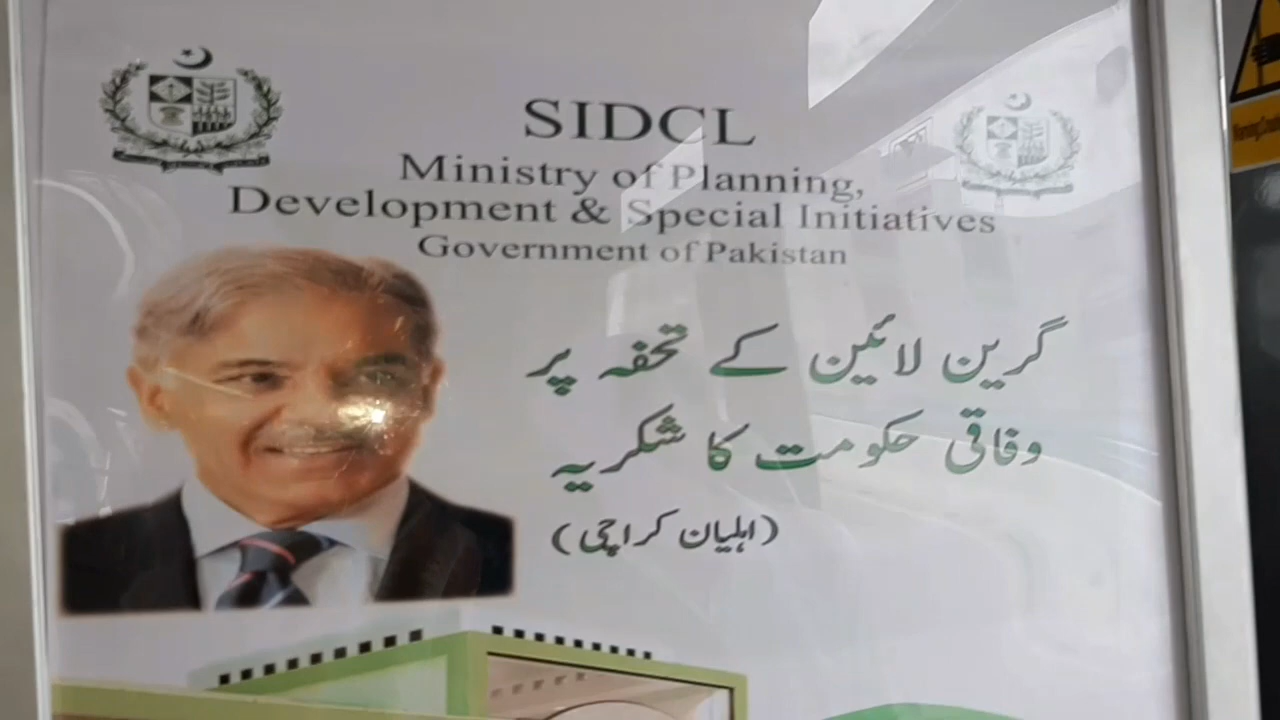 SIDCL
Ministry of Planning,
Development & Special Initiatives
Government of Pakistan
گرین لائین کے تحفہ پر
وفاقی حکومت کا شکریہ
(اہلیان کراچی)